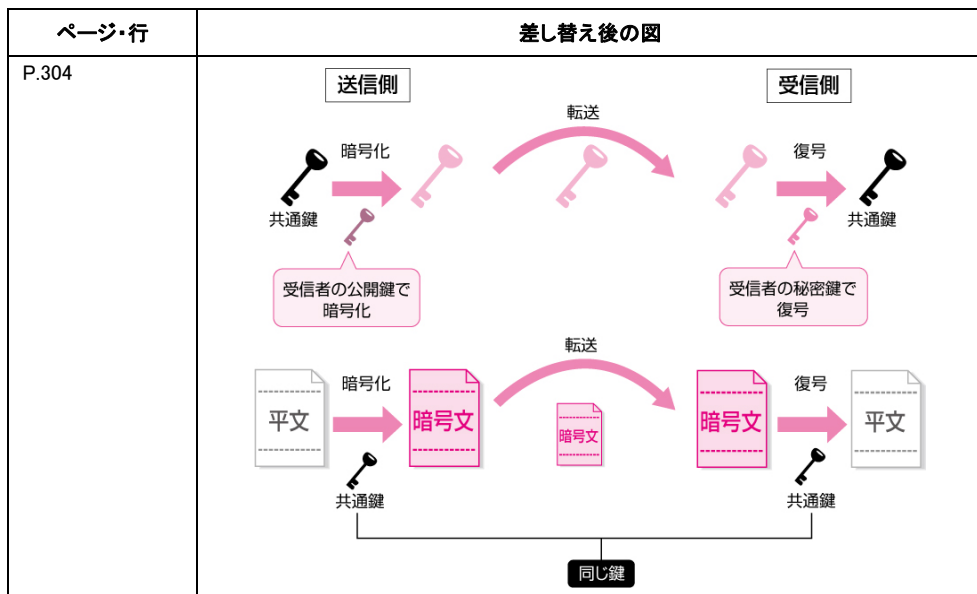 ページ・行
差し替え後の図
P.304
送信側
受信側
転送
暗号化
復号
共通鍵
共通鍵
受信者の公開鍵で
暗号化
受信者の秘密鍵で
復号
転送
暗号化
復号
平文
暗号文
暗号文
暗号文
平文
共通鍵
共通鍵
同じ鍵